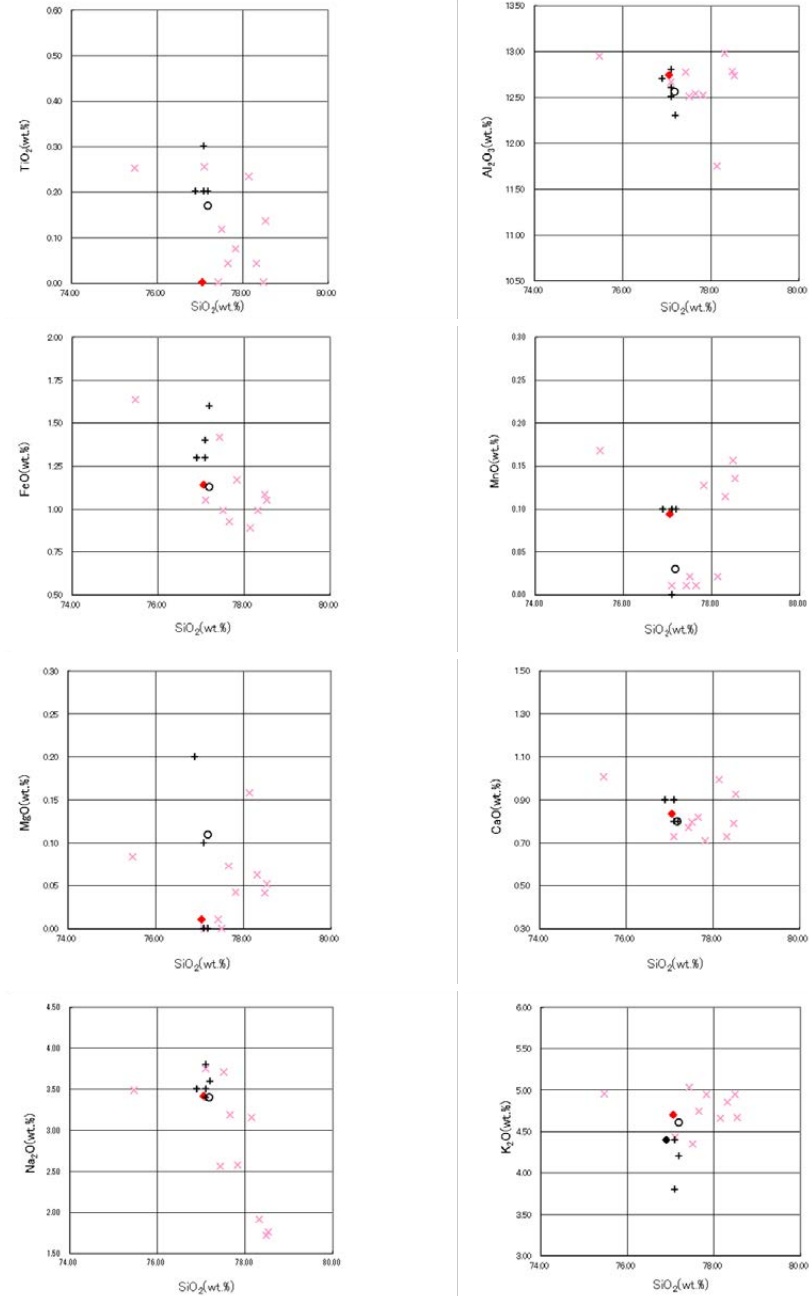 0.60
0.50
0.40
0.30
0.20
0.10
0.00
74.00 76.00 78.00 80.00
TiO2(wt.%)
SiO2(wt.%)
13.50
13.00
12.50
12.00
11.50
11.00
10.50
74.00 76.00 78.00 80.00
Al2O3(wt.%)
SiO2(wt.%)
2.00
1.75
1.50
1.25
1.00
0.75
0.50
74.00 76.00 78.00 80.00
FeO(wt.%)
SiO2(wt.%)
0.30
0.25
0.20
0.15
0.10
0.05
0.00
74.00 76.00 78.00 80.00
MnO(wt.%)
SiO2(wt.%)
0.30
0.25
0.20
0.15
0.10
0.05
0.00
74.00 76.00 78.00 80.00
MgO(wt.%)
SiO2(wt.%)
1.50
1.30
1.10
0.90
0.70
0.50
0.30
74.00 76.00 78.00 80.00
CaO(wt.%)
SiO2(wt.%)
4.50
4.00
3.50
3.00
2.50
2.00
1.50
74.00 76.00 78.00 80.00
Na2O(wt.%)
SiO2(wt.%)
6.00
5.50
5.00
4.50
4.00
3.50
3.00
74.00 76.00 78.00 80.00
K2O(wt.%)
SiO2(wt.%)